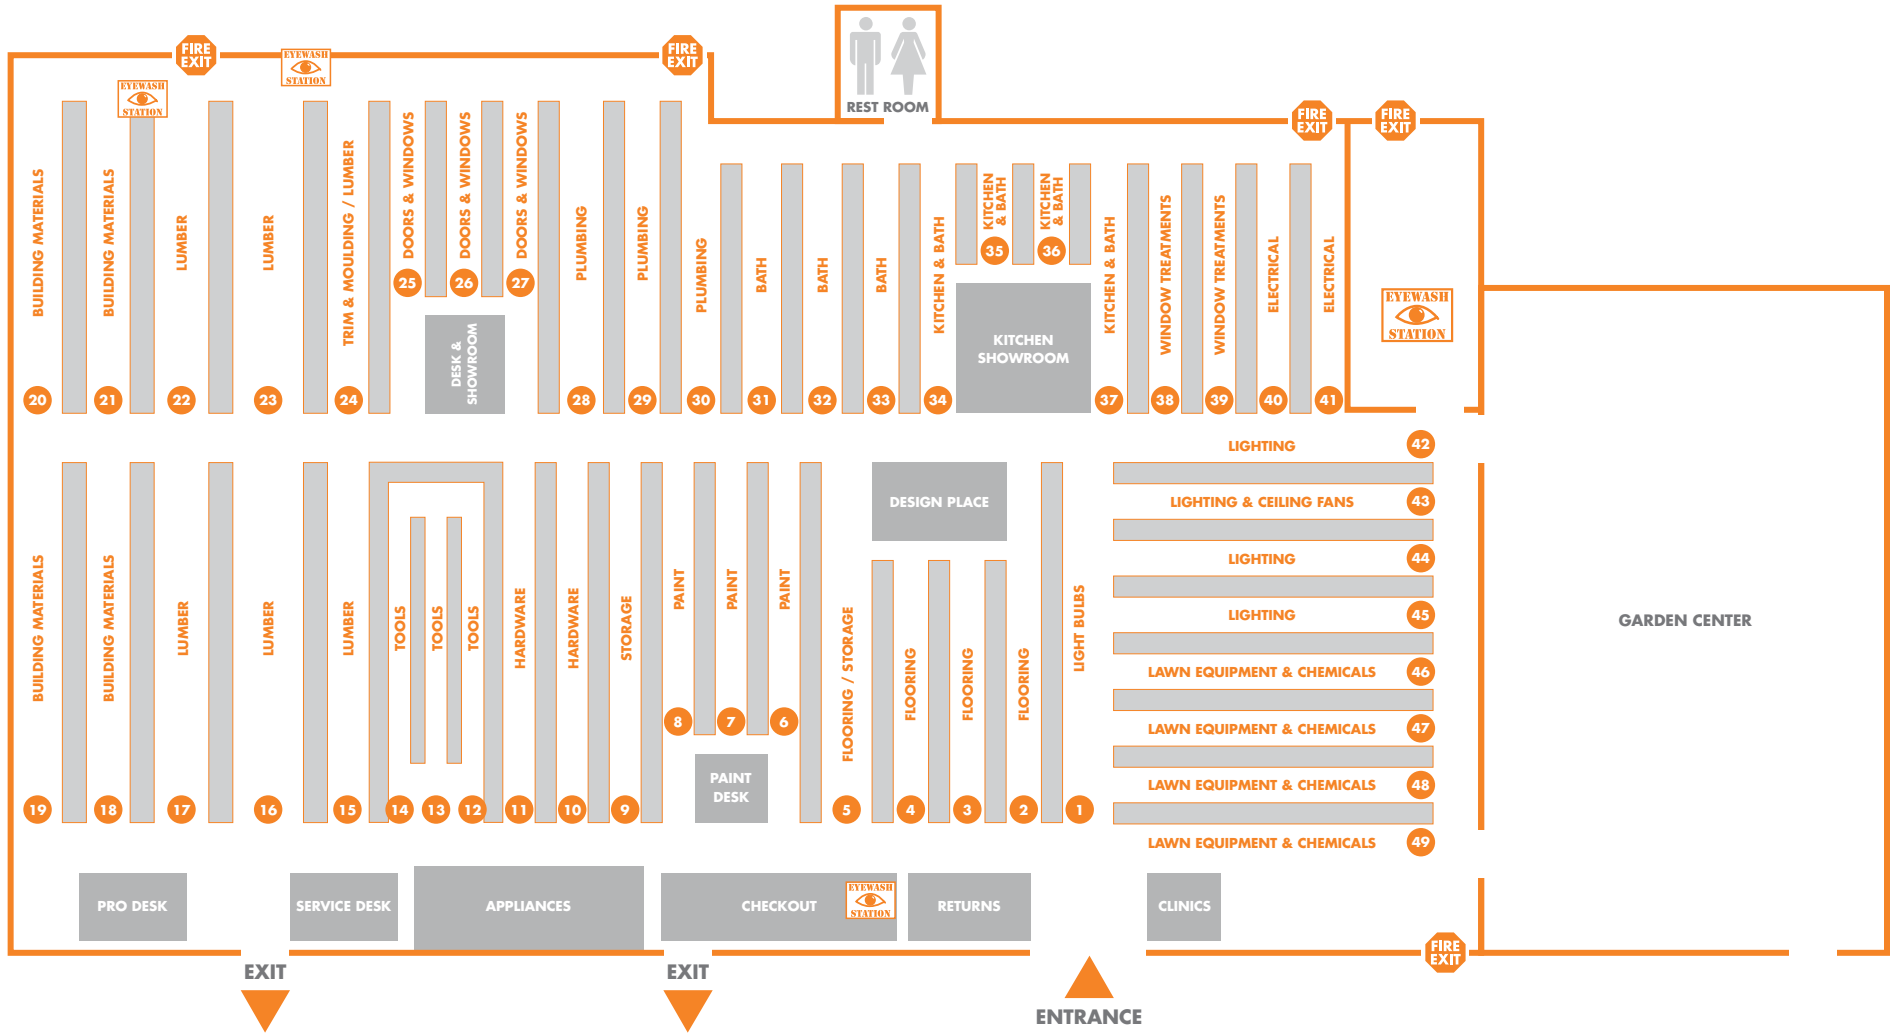 FIRE
EXIT
EYEWASH
STATION
FIRE
EXIT
REST ROOM
EYEWASH
STATION
FIRE
EXIT
FIRE
EXIT
BUILDING MATERIALS
20
BUILDING MATERIALS
21
LUMBER
22
LUMBER
23
TRIM & MOULDING / LUMBER
24
DOORS & WINDOWS
25
DOORS & WINDOWS
26
DOORS & WINDOWS
27
DESK &
SHOWROOM
PLUMBING
28
PLUMBING
29
PLUMBING
30
BATH
31
BATH
32
BATH
33
KITCHEN & BATH
34
KITCHEN
& BATH
35
KITCHEN
& BATH
36
KITCHEN
SHOWROOM
KITCHEN & BATH
37
WINDOW TREATMENTS
38
WINDOW TREATMENTS
39
ELECTRICAL
40
ELECTRICAL
41
EYEWASH
STATION
BUILDING MATERIALS
19
BUILDING MATERIALS
18
LUMBER
17
LUMBER
16
LUMBER
15
TOOLS
14
TOOLS
13
TOOLS
12
HARDWARE
11
HARDWARE
10
STORAGE
9
PAINT
8
PAINT
7
PAINT
6
PAINT
DESK
FLOORING / STORAGE
5
DESIGN PLACE
FLOORING
4
FLOORING
3
FLOORING
2
LIGHT BULBS
1
LIGHTING 42
LIGHTING & CEILING FANS 43
LIGHTING 44
LIGHTING 45
LAWN EQUIPMENT & CHEMICALS 46
LAWN EQUIPMENT & CHEMICALS 47
LAWN EQUIPMENT & CHEMICALS 48
LAWN EQUIPMENT & CHEMICALS 49
GARDEN CENTER
PRO DESK
SERVICE DESK
APPLIANCES
CHECKOUT
EYEWASH
STATION
RETURNS
CLINICS
FIRE
EXIT
EXIT
EXIT
ENTRANCE